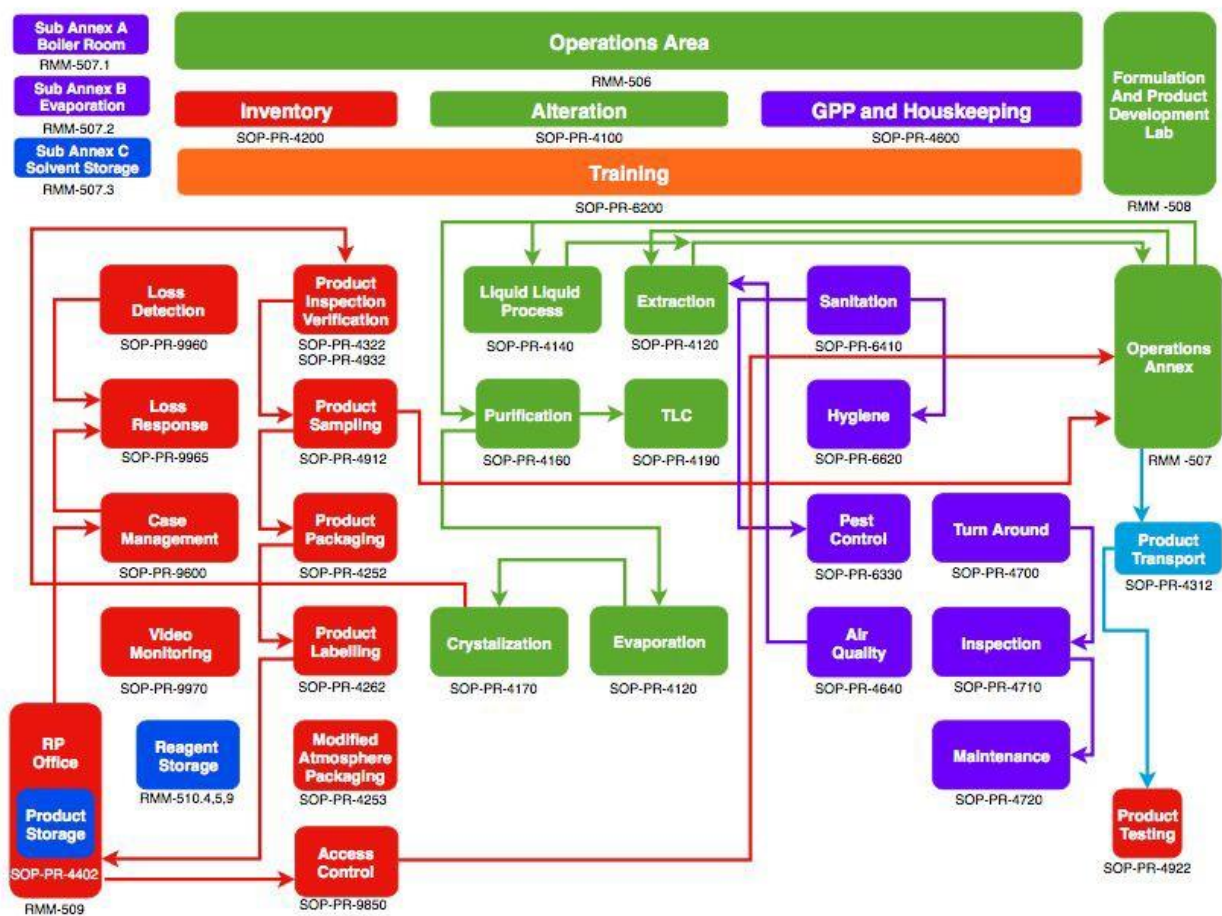 Sub Annex A
Boiler Room
RMM-507.1
Sub Annex B
Evaporation
RMM-507.2
Sub Annex C
Solvent Storage
RMM-507.3
Operations Area
RMM-506
Inventory
SOP-PR-4200
Alteration
SOP-PR-4100
GPP and Houskeeping
SOP-PR-4600
Training
SOP-PR-6200
Formulation
And Product
Development
Lab
RMM -508
Loss
Detection
SOP-PR-9960
Product
Inspection
Verification
SOP-PR-4322
SOP-PR-4932
Liquid Liquid
Process
SOP-PR-4140
Extraction
SOP-PR-4120
Sanitation
SOP-PR-6410
Operations
Annex
RMM -507
Loss
Response
SOP-PR-9965
Product
Sampling
SOP-PR-4912
Purification
SOP-PR-4160
TLC
SOP-PR-4190
Hygiene
SOP-PR-6620
Case
Management
SOP-PR-9600
Product
Packaging
SOP-PR-4252
Pest
Control
SOP-PR-6330
Turn Around
SOP-PR-4700
Product
Transport
SOP-PR-4312
Video
Monitoring
SOP-PR-9970
Product
Labelling
SOP-PR-4262
Crystalization
SOP-PR-4170
Evaporation
SOP-PR-4120
Air
Quality
SOP-PR-4640
Inspection
SOP-PR-4710
RP
Office
Product
Storage
SOP-PR-4402
RMM-509
Reagent
Storage
RMM-510.4,5,9
Modified
Atmosphere
Packaging
SOP-PR-4253
Maintenance
SOP-PR-4720
Product
Testing
SOP-PR-4922
Access
Control
SOP-PR-9850